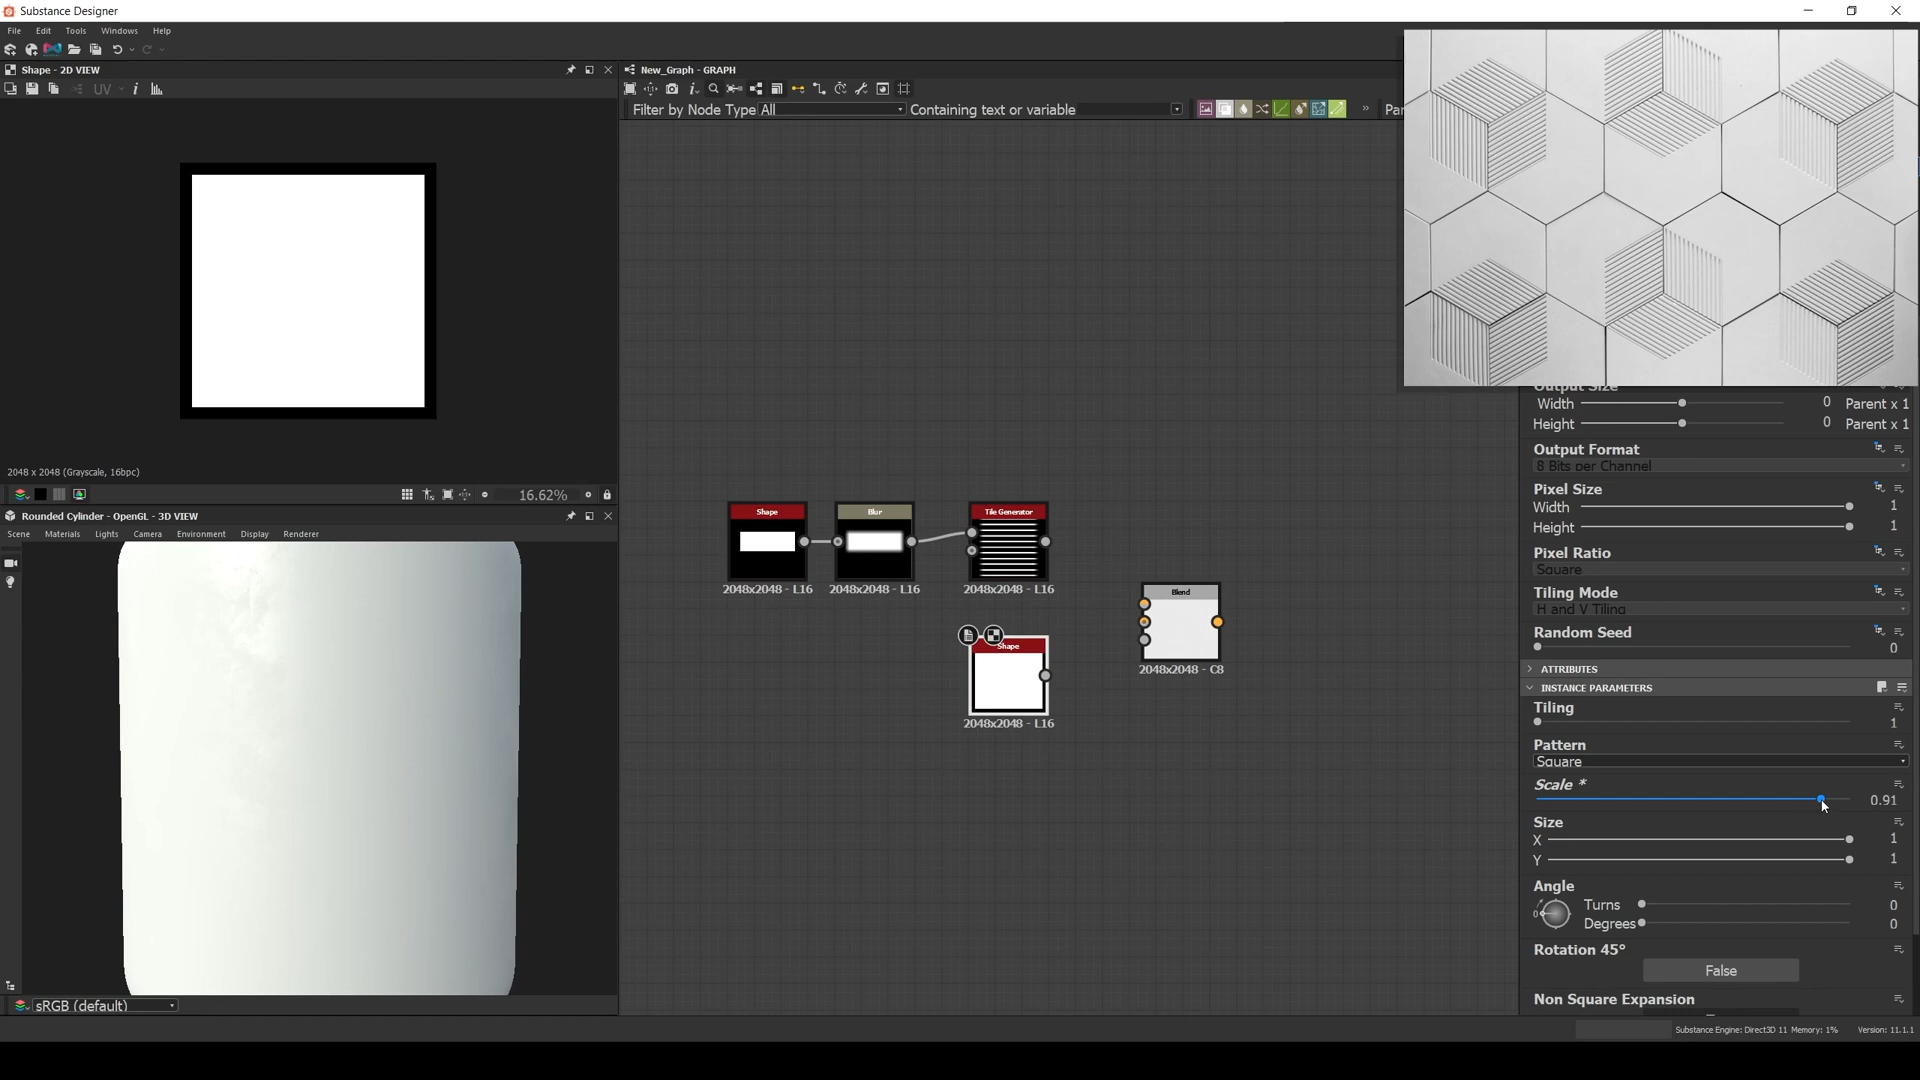 Substance Designer
File Edit Tools Windows Help
Shape - 2D VIEW
UV
2048 x 2048 (Grayscale, 16bpc)
16.62%
Rounded Cylinder - OpenGL - 3D VIEW
Scene Materials Lights Camera Environment Display Renderer
sRGB (default)
New_Graph - GRAPH
Filter by Node Type All Containing text or variable
Par
Shape
2048x2048 - L16
Blur
2048x2048 - L16
Tile Generator
2048x2048 - L16
Shape
2048x2048 - L16
Blend
2048x2048 - C8
Output Size
Width 0 Parent x 1
Height 0 Parent x 1
Output Format
8 Bits per Channel
Pixel Size
Width 1
Height 1
Pixel Ratio
Square
Tiling Mode
H and V Tiling
Random Seed
0
ATTRIBUTES
INSTANCE PARAMETERS
Tiling
1
Pattern
Square
Scale *
0.91
Size
X 1
Y 1
Angle
0 Turns 0
Degrees 0
Rotation 45°
False
Non Square Expansion
Substance Engine: Direct3D 11 Memory: 1% Version: 11.1.1